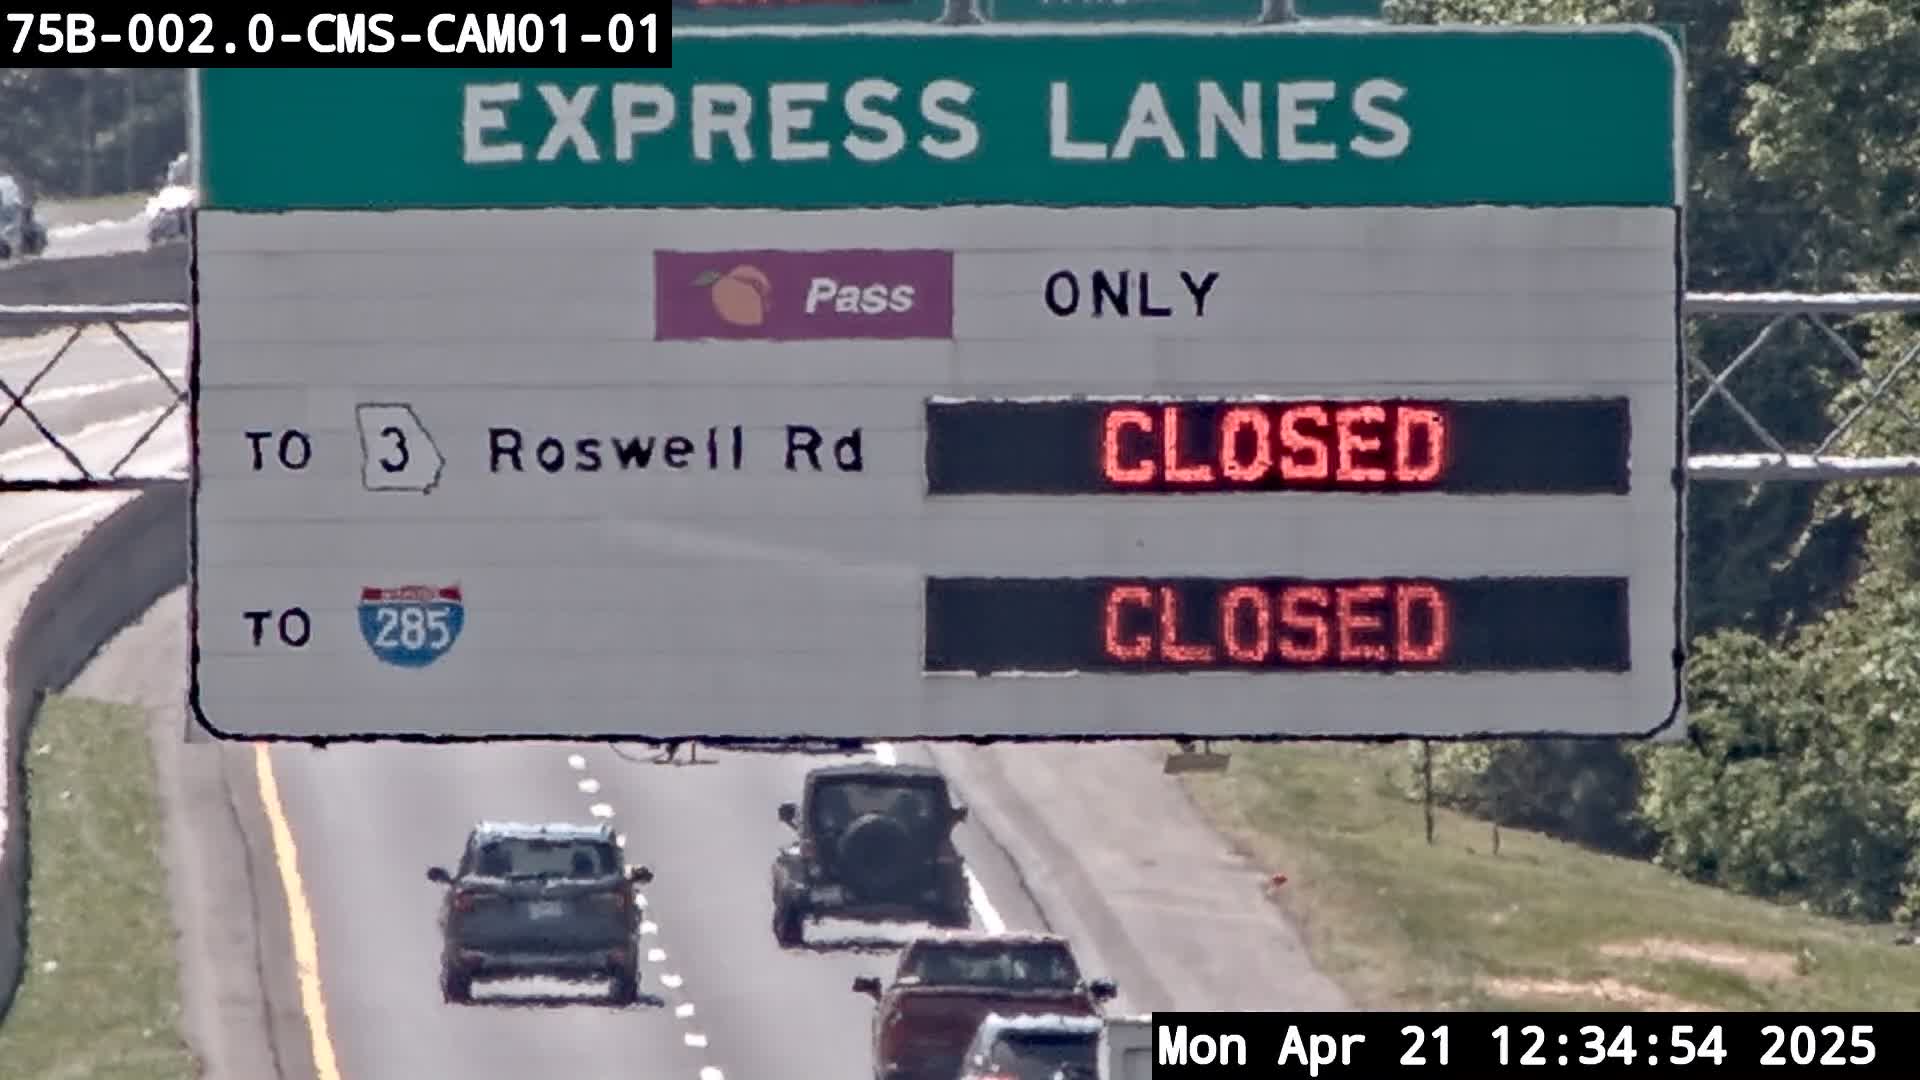 75B-002.0-CMS-CAM01-01
EXPRESS LANES
Pass ONLY
TO 3 Roswell Rd CLOSED
TO 285 CLOSED
Mon Apr 21 12:34:54 2025